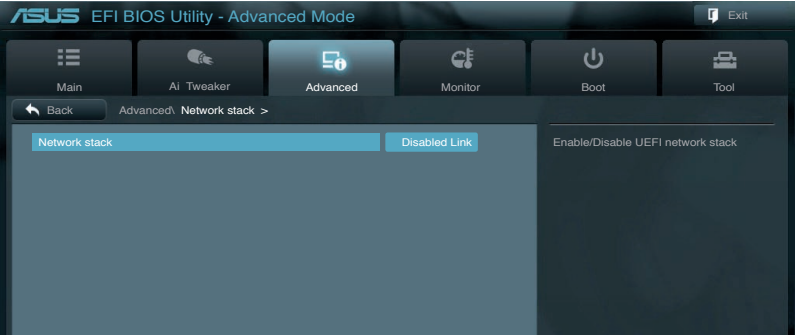 ASUS EFI BIOS Utility - Advanced Mode
Exit
Main
Ai Tweaker
Advanced
Monitor
Boot
Tool
Back
Advanced\ Network stack >
Network stack
Disabled Link
Enable/Disable UEFI network stack